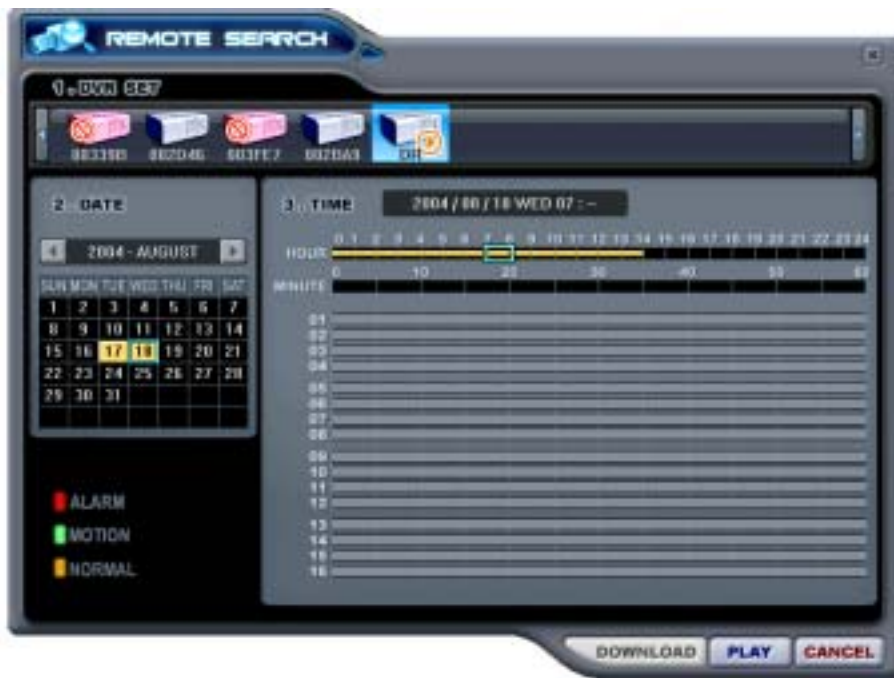 REMOTE SEARCH
1. DVR SET
2. DATE
3. TIME
2004 / 08 / 18 WED 07 : --
2004 - AUGUST
HOUR 0 1 2 3 4 5 6 7 8 9 10 11 12 13 14 15 16 17 18 19 20 21 22 23 24
0 10 20 30 40 50 60
MINUTE
SUN MON TUE WED THU FRI SAT
1 2 3 4 5 6 7
8 9 10 11 12 13 14
15 16 17 18 19 20 21
22 23 24 25 26 27 28
29 30 31
01
02
03
04
05
06
07
08
09
10
11
12
13
14
15
16
ALARM
MOTION
NORMAL
DOWNLOAD PLAY CANCEL